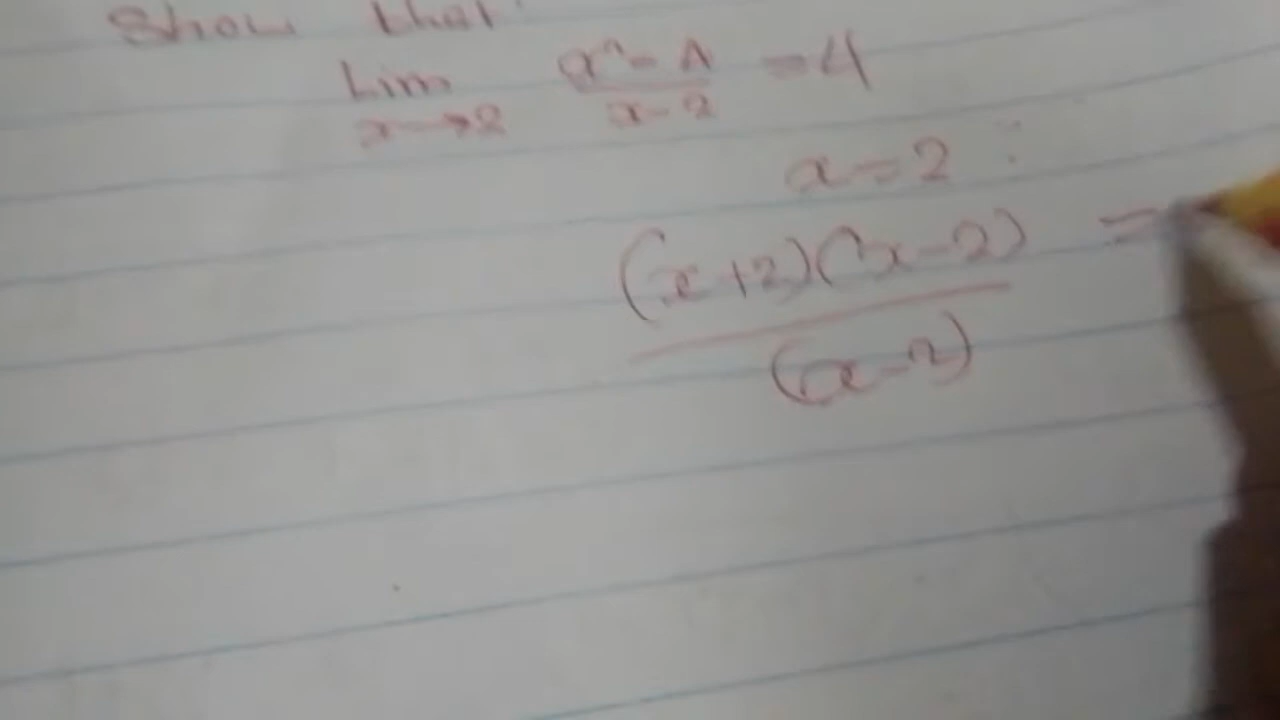 Show that
Lim x² - 4 = 4
x→2 x - 2
x = 2
(x+2)(x-2) =
(x-2)